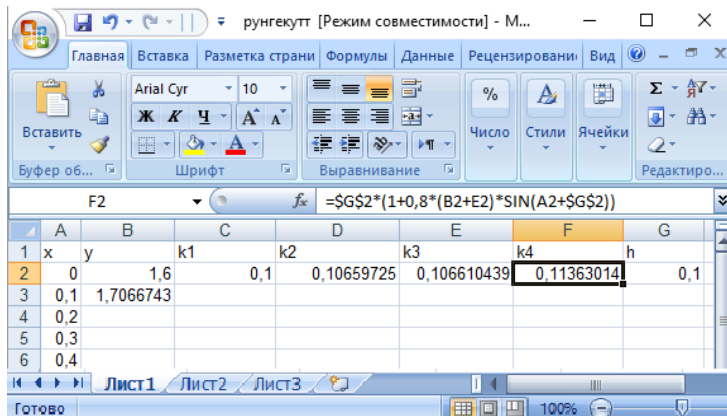 рунгекутт [Режим совместимости] - M...
Главная Вставка Разметка страни Формулы Данные Рецензировани Вид
Вставить
Arial Cyr 10
Ж К Ч
%
Число Стили Ячейки
Σ
Буфер об... Шрифт Выравнивание Редактиро...
F2 fx =$G$2*(1+0,8*(B2+E2)*SIN(A2+$G$2))
A B C D E F G
1 x y k1 k2 k3 k4 h
2 0 1,6 0,1 0,10659725 0,106610439 0,11363014 0,1
3 0,1 1,7066743
4 0,2
5 0,3
6 0,4
Лист1 Лист2 Лист3
Готово 100%